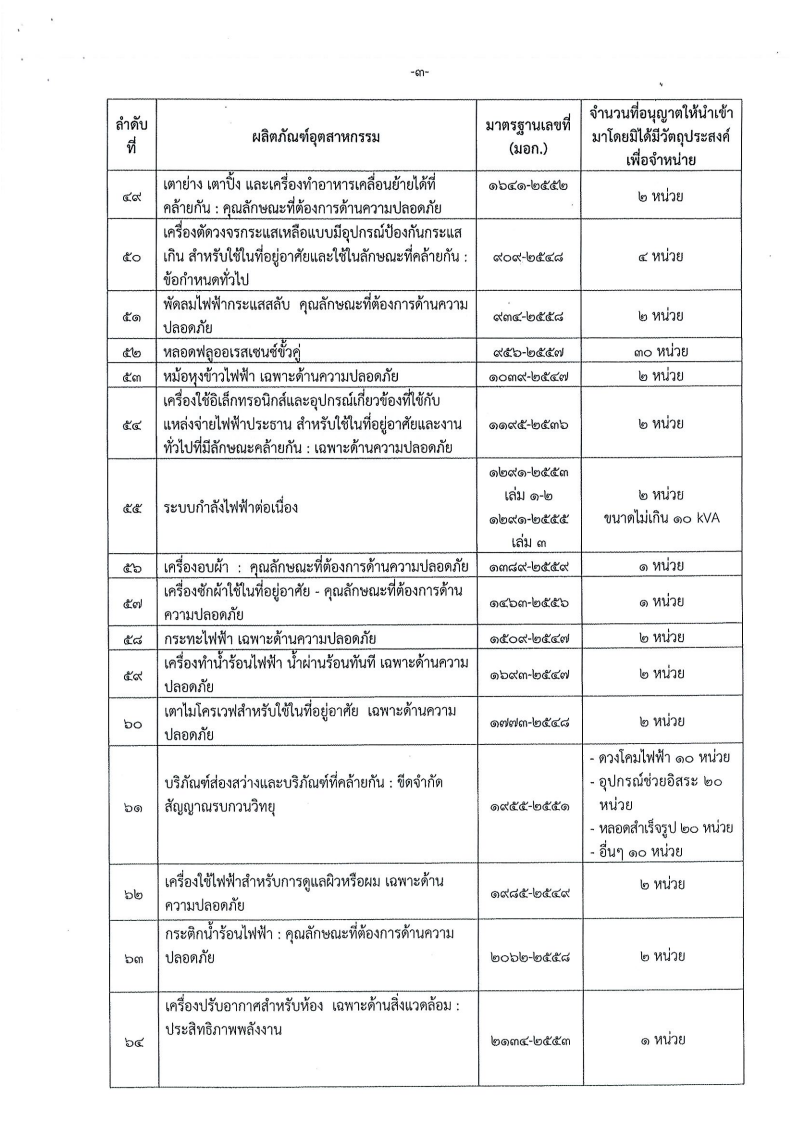 -๓-
ลำดับ
ที่
ผลิตภัณฑ์อุตสาหกรรม
มาตรฐานเลขที่
(มอก.)
จำนวนที่อนุญาตให้นำเข้า
มาโดยมิได้มีวัตถุประสงค์
เพื่อจำหน่าย
๔๙
เตาย่าง เตาปิ้ง และเครื่องทำอาหารเคลื่อนย้ายได้ที่
คล้ายกัน : คุณลักษณะที่ต้องการด้านความปลอดภัย
๑๖๔๑-๒๕๕๒
๒ หน่วย
๕๐
เครื่องตัดวงจรกระแสเหลือแบบมีอุปกรณ์ป้องกันกระแส
เกิน สำหรับใช้ในที่อยู่อาศัยและใช้ในลักษณะที่คล้ายกัน :
ข้อกำหนดทั่วไป
๙๐๙-๒๕๔๘
๔ หน่วย
๕๑
พัดลมไฟฟ้ากระแสสลับ คุณลักษณะที่ต้องการด้านความ
ปลอดภัย
๙๓๔-๒๕๕๘
๒ หน่วย
๕๒
หลอดฟลูออเรสเซนซ์ขั้วคู่
๙๕๖-๒๕๕๗
๓๐ หน่วย
๕๓
หม้อหุงข้าวไฟฟ้า เฉพาะด้านความปลอดภัย
๑๐๓๙-๒๕๔๗
๒ หน่วย
๕๔
เครื่องใช้อิเล็กทรอนิกส์และอุปกรณ์เกี่ยวข้องที่ใช้กับ
แหล่งจ่ายไฟฟ้าประธาน สำหรับใช้ในที่อยู่อาศัยและงาน
ทั่วไปที่มีลักษณะคล้ายกัน : เฉพาะด้านความปลอดภัย
๑๑๙๕-๒๕๓๖
๒ หน่วย
๕๕
ระบบกำลังไฟฟ้าต่อเนื่อง
๑๒๙๑-๒๕๕๓
เล่ม ๑-๒
๑๒๙๑-๒๕๕๕
เล่ม ๓
๒ หน่วย
ขนาดไม่เกิน ๑๐ kVA
๕๖
เครื่องอบผ้า : คุณลักษณะที่ต้องการด้านความปลอดภัย
๑๓๘๙-๒๕๕๙
๑ หน่วย
๕๗
เครื่องซักผ้าใช้ในที่อยู่อาศัย - คุณลักษณะที่ต้องการด้าน
ความปลอดภัย
๑๔๖๓-๒๕๕๖
๑ หน่วย
๕๘
กระทะไฟฟ้า เฉพาะด้านความปลอดภัย
๑๕๐๙-๒๕๔๗
๒ หน่วย
๕๙
เครื่องทำน้ำร้อนไฟฟ้า น้ำผ่านร้อนทันที เฉพาะด้านความ
ปลอดภัย
๑๖๙๓-๒๕๔๗
๒ หน่วย
๖๐
เตาไมโครเวฟสำหรับใช้ในที่อยู่อาศัย เฉพาะด้านความ
ปลอดภัย
๑๗๗๓-๒๕๔๘
๒ หน่วย
๖๑
บริภัณฑ์ส่องสว่างและบริภัณฑ์ที่คล้ายกัน : ขีดจำกัด
สัญญาณรบกวนวิทยุ
๑๙๕๕-๒๕๕๑
- ดวงโคมไฟฟ้า ๑๐ หน่วย
- อุปกรณ์ช่วยอิสระ ๒๐
หน่วย
- หลอดสำเร็จรูป ๒๐ หน่วย
- อื่นๆ ๑๐ หน่วย
๖๒
เครื่องใช้ไฟฟ้าสำหรับการดูแลผิวหรือผม เฉพาะด้าน
ความปลอดภัย
๑๙๘๕-๒๕๔๙
๒ หน่วย
๖๓
กระติกน้ำร้อนไฟฟ้า : คุณลักษณะที่ต้องการด้านความ
ปลอดภัย
๒๐๖๒-๒๕๕๘
๒ หน่วย
๖๔
เครื่องปรับอากาศสำหรับห้อง เฉพาะด้านสิ่งแวดล้อม :
ประสิทธิภาพพลังงาน
๒๑๓๔-๒๕๕๓
๑ หน่วย